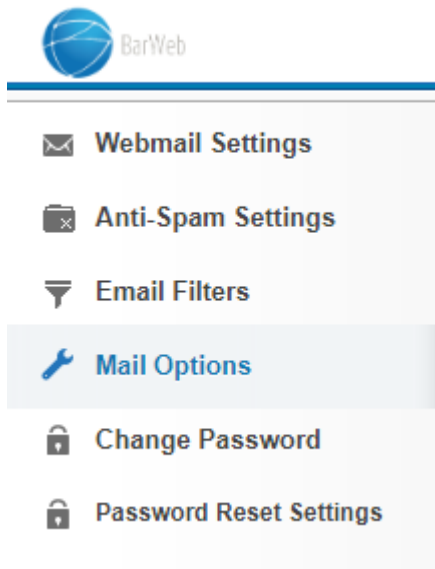 BarWeb
Webmail Settings
Anti-Spam Settings
Email Filters
Mail Options
Change Password
Password Reset Settings